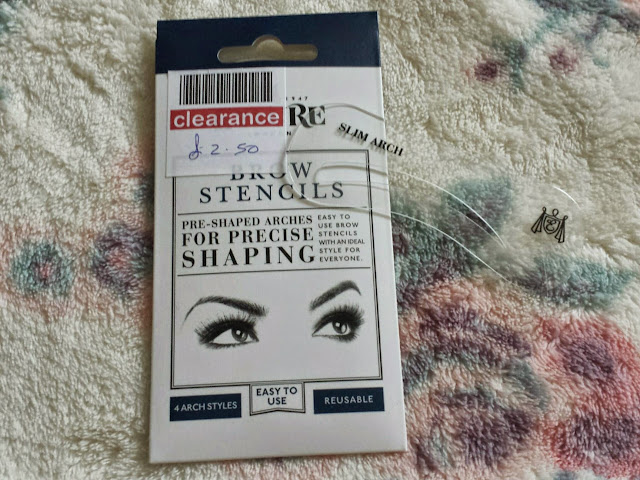 1947
clearance
RE
£2.50
SLIM ARCH
BROW
STENCILS
PRE-SHAPED ARCHES
FOR PRECISE
SHAPING
EASY TO
USE BROW
STENCILS
WITH AN IDEAL
STYLE FOR
EVERYONE.
4 ARCH STYLES
EASY TO
USE
REUSABLE